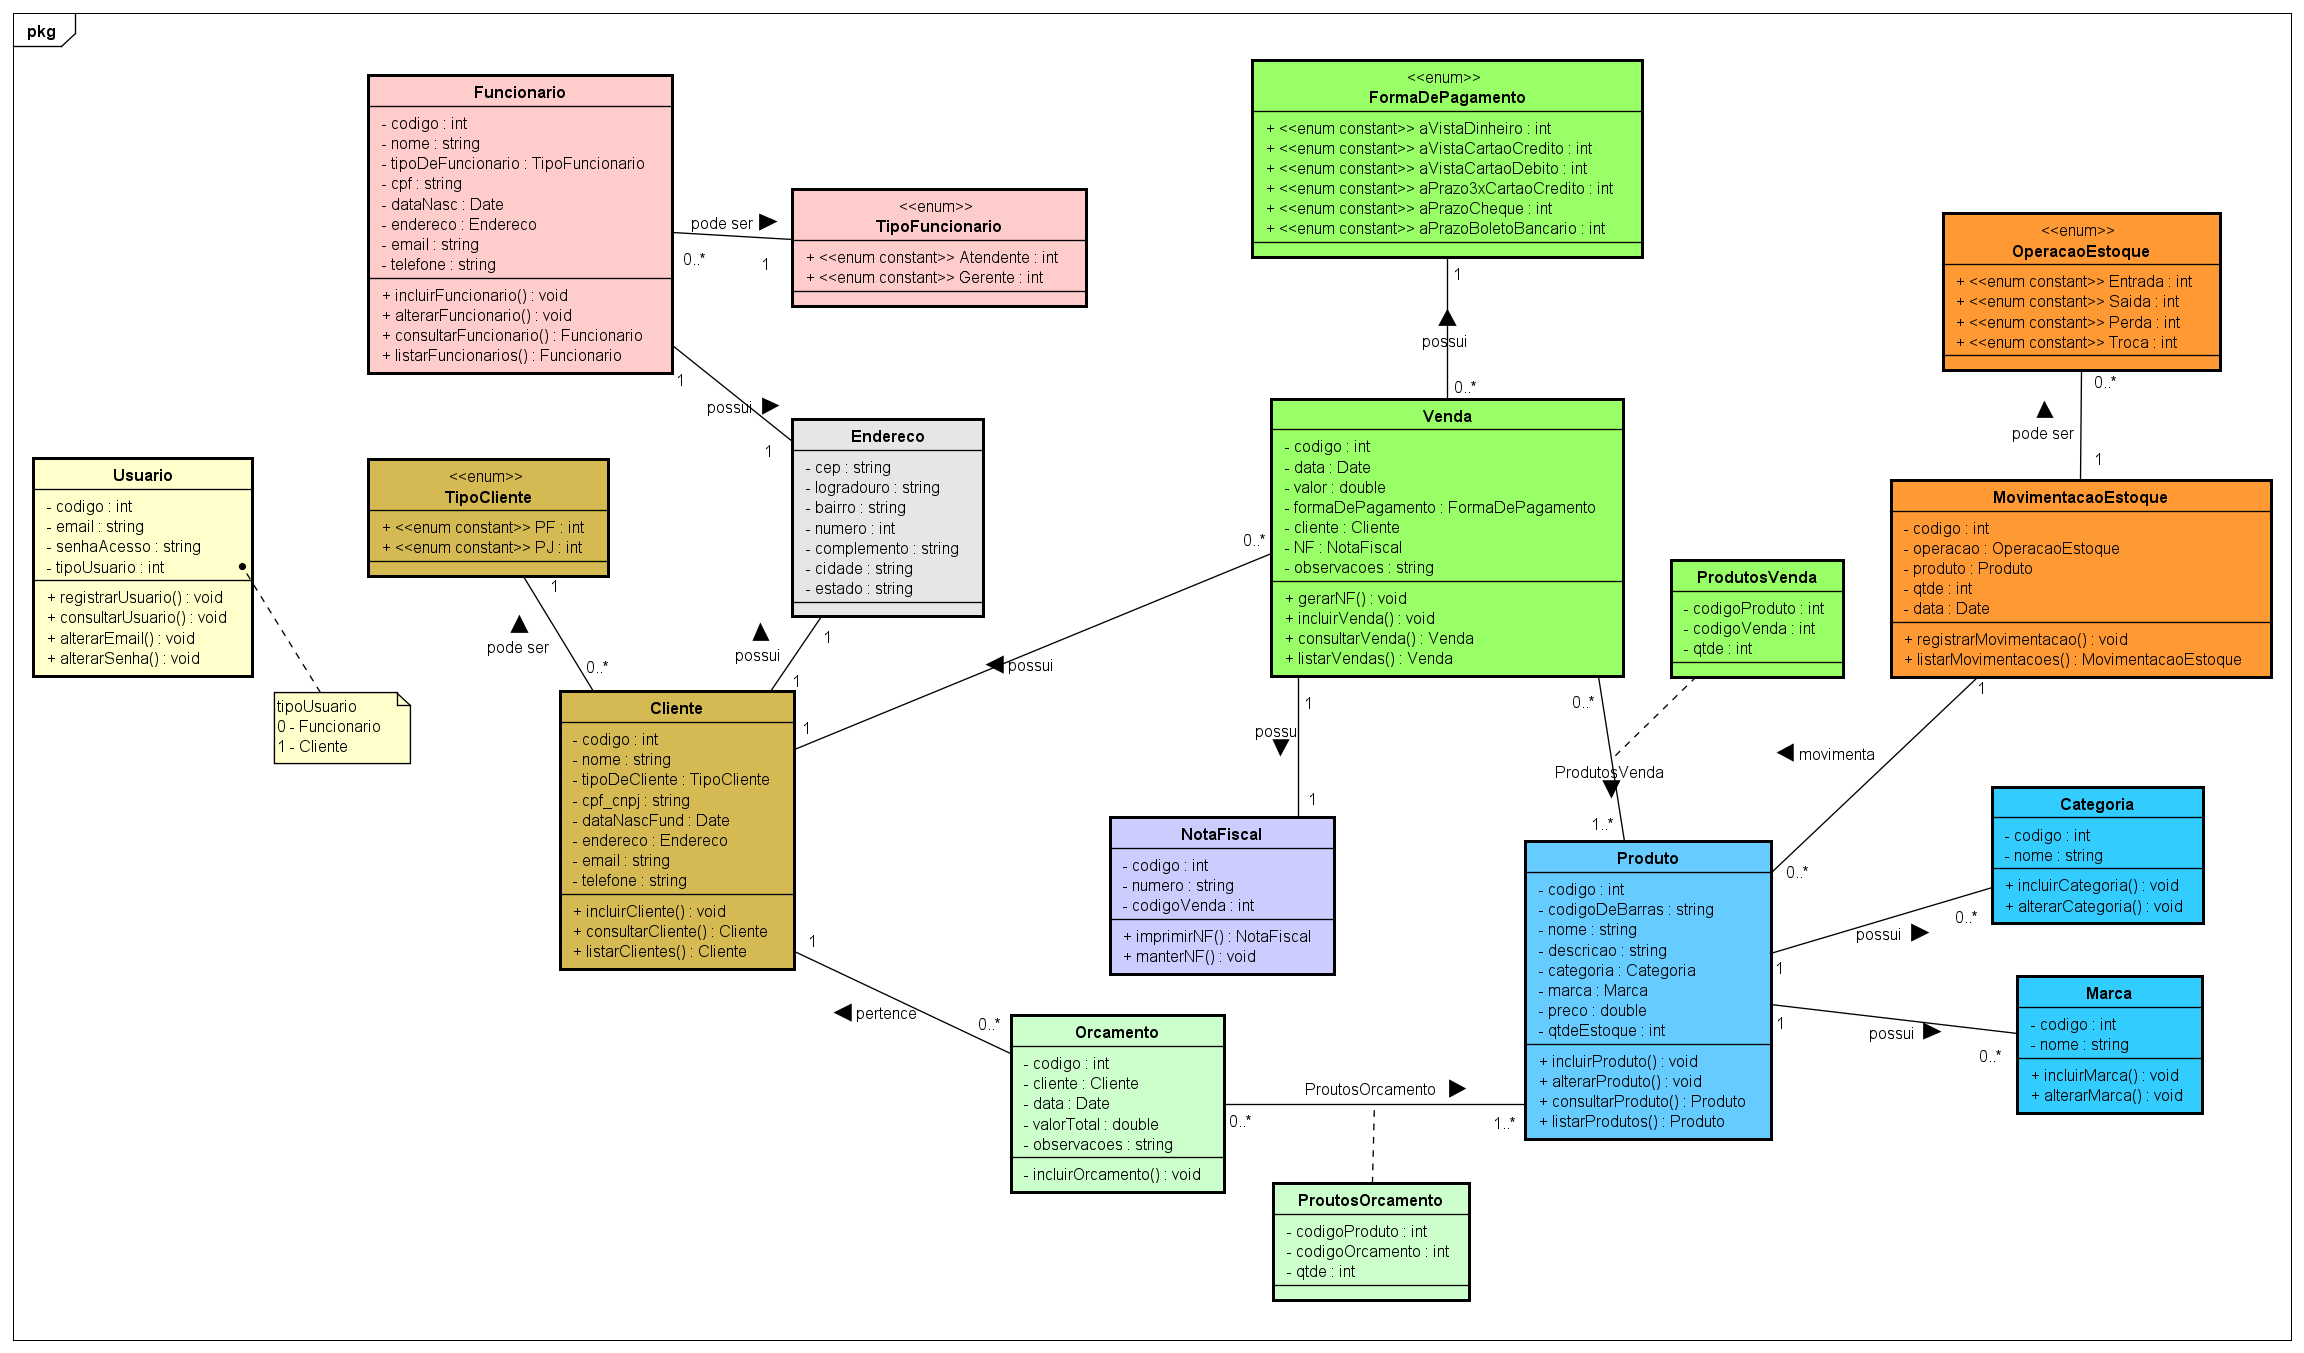 pkg
Funcionario
- codigo : int
- nome : string
- tipoDeFuncionario : TipoFuncionario
- cpf : string
- dataNasc : Date
- endereco : Endereco
- email : string
- telefone : string
+ incluirFuncionario() : void
+ alterarFuncionario() : void
+ consultarFuncionario() : Funcionario
+ listarFuncionarios() : Funcionario
pode ser
0..*
1
<<enum>>
TipoFuncionario
+ <<enum constant>> Atendente : int
+ <<enum constant>> Gerente : int
1
possui
1
Endereco
- cep : string
- logradouro : string
- bairro : string
- numero : int
- complemento : string
- cidade : string
- estado : string
Usuario
- codigo : int
- email : string
- senhaAcesso : string
- tipoUsuario : int
+ registrarUsuario() : void
+ consultarUsuario() : void
+ alterarEmail() : void
+ alterarSenha() : void
tipoUsuario
0 - Funcionario
1 - Cliente
<<enum>>
TipoCliente
+ <<enum constant>> PF : int
+ <<enum constant>> PJ : int
1
pode ser
0..*
1
possui
1
Cliente
- codigo : int
- nome : string
- tipoDeCliente : TipoCliente
- cpf_cnpj : string
- dataNascFund : Date
- endereco : Endereco
- email : string
- telefone : string
+ incluirCliente() : void
+ consultarCliente() : Cliente
+ listarClientes() : Cliente
<<enum>>
FormaDePagamento
+ <<enum constant>> aVistaDinheiro : int
+ <<enum constant>> aVistaCartaoCredito : int
+ <<enum constant>> aVistaCartaoDebito : int
+ <<enum constant>> aPrazo3xCartaoCredito : int
+ <<enum constant>> aPrazoCheque : int
+ <<enum constant>> aPrazoBoletoBancario : int
1
possui
0..*
Venda
- codigo : int
- data : Date
- valor : double
- formaDePagamento : FormaDePagamento
- cliente : Cliente
- NF : NotaFiscal
- observacoes : string
+ gerarNF() : void
+ incluirVenda() : void
+ consultarVenda() : Venda
+ listarVendas() : Venda
0..*
possui
1
1
possui
1
NotaFiscal
- codigo : int
- numero : string
- codigoVenda : int
+ imprimirNF() : NotaFiscal
+ manterNF() : void
ProdutosVenda
- codigoProduto : int
- codigoVenda : int
- qtde : int
0..*
ProdutosVenda
1..*
<<enum>>
OperacaoEstoque
+ <<enum constant>> Entrada : int
+ <<enum constant>> Saida : int
+ <<enum constant>> Perda : int
+ <<enum constant>> Troca : int
0..*
pode ser
1
MovimentacaoEstoque
- codigo : int
- operacao : OperacaoEstoque
- produto : Produto
- qtde : int
- data : Date
+ registrarMovimentacao() : void
+ listarMovimentacoes() : MovimentacaoEstoque
1
movimenta
0..*
Produto
- codigo : int
- codigoDeBarras : string
- nome : string
- descricao : string
- categoria : Categoria
- marca : Marca
- preco : double
- qtdeEstoque : int
+ incluirProduto() : void
+ alterarProduto() : void
+ consultarProduto() : Produto
+ listarProdutos() : Produto
Categoria
- codigo : int
- nome : string
+ incluirCategoria() : void
+ alterarCategoria() : void
0..*
possui
1
Marca
- codigo : int
- nome : string
+ incluirMarca() : void
+ alterarMarca() : void
1
possui
0..*
1
pertence
0..*
Orcamento
- codigo : int
- cliente : Cliente
- data : Date
- valorTotal : double
- observacoes : string
- incluirOrcamento() : void
ProutosOrcamento
0..*
1..*
ProutosOrcamento
- codigoProduto : int
- codigoOrcamento : int
- qtde : int